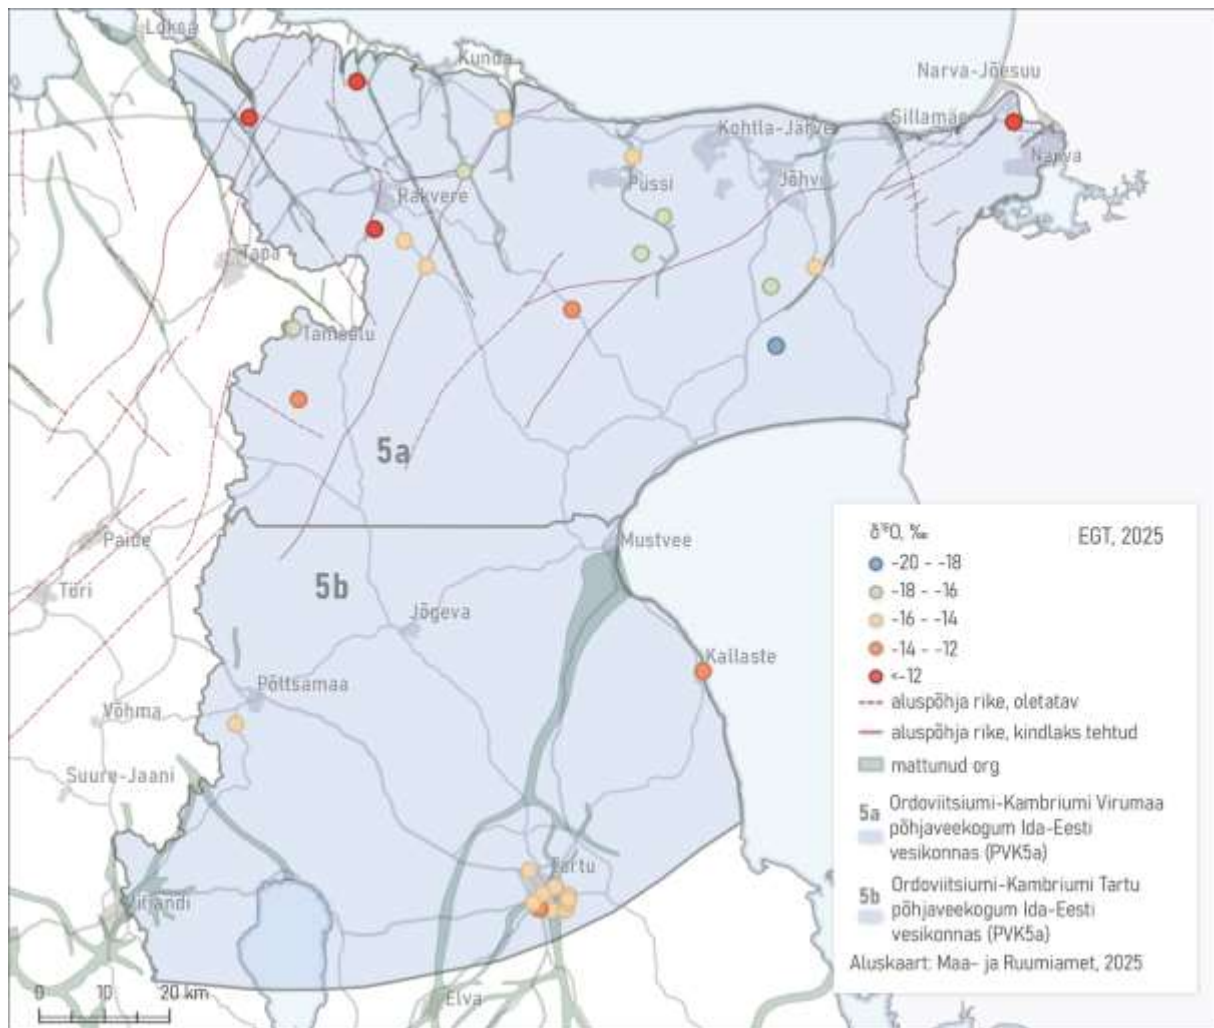 Loksa
Kunda
Narva-Jõesuu
Sillamäe
Kohtla-Järve
Narva
Püssi
Jõhvi
Rakvere
Tapa
Tamsalu
5a
Paide
Mustvee
Türi
5b
Jõgeva
Kallaste
Põltsamaa
Võhma
Suure-Jaani
Tartu
Viljandi
Elva
0 10 20 km
δ¹⁸O, ‰
EGT, 2025
-20 - -18
-18 - -16
-16 - -14
-14 - -12
<-12
aluspõhja rike, oletatav
aluspõhja rike, kindlaks tehtud
mattunud org
5a Ordoviitsiumi-Kambriumi Virumaa
põhjaveekogum Ida-Eesti
vesikonnas (PVK5a)
5b Ordoviitsiumi-Kambriumi Tartu
põhjaveekogum Ida-Eesti
vesikonnas (PVK5a)
Aluskaart: Maa- ja Ruumiamet, 2025